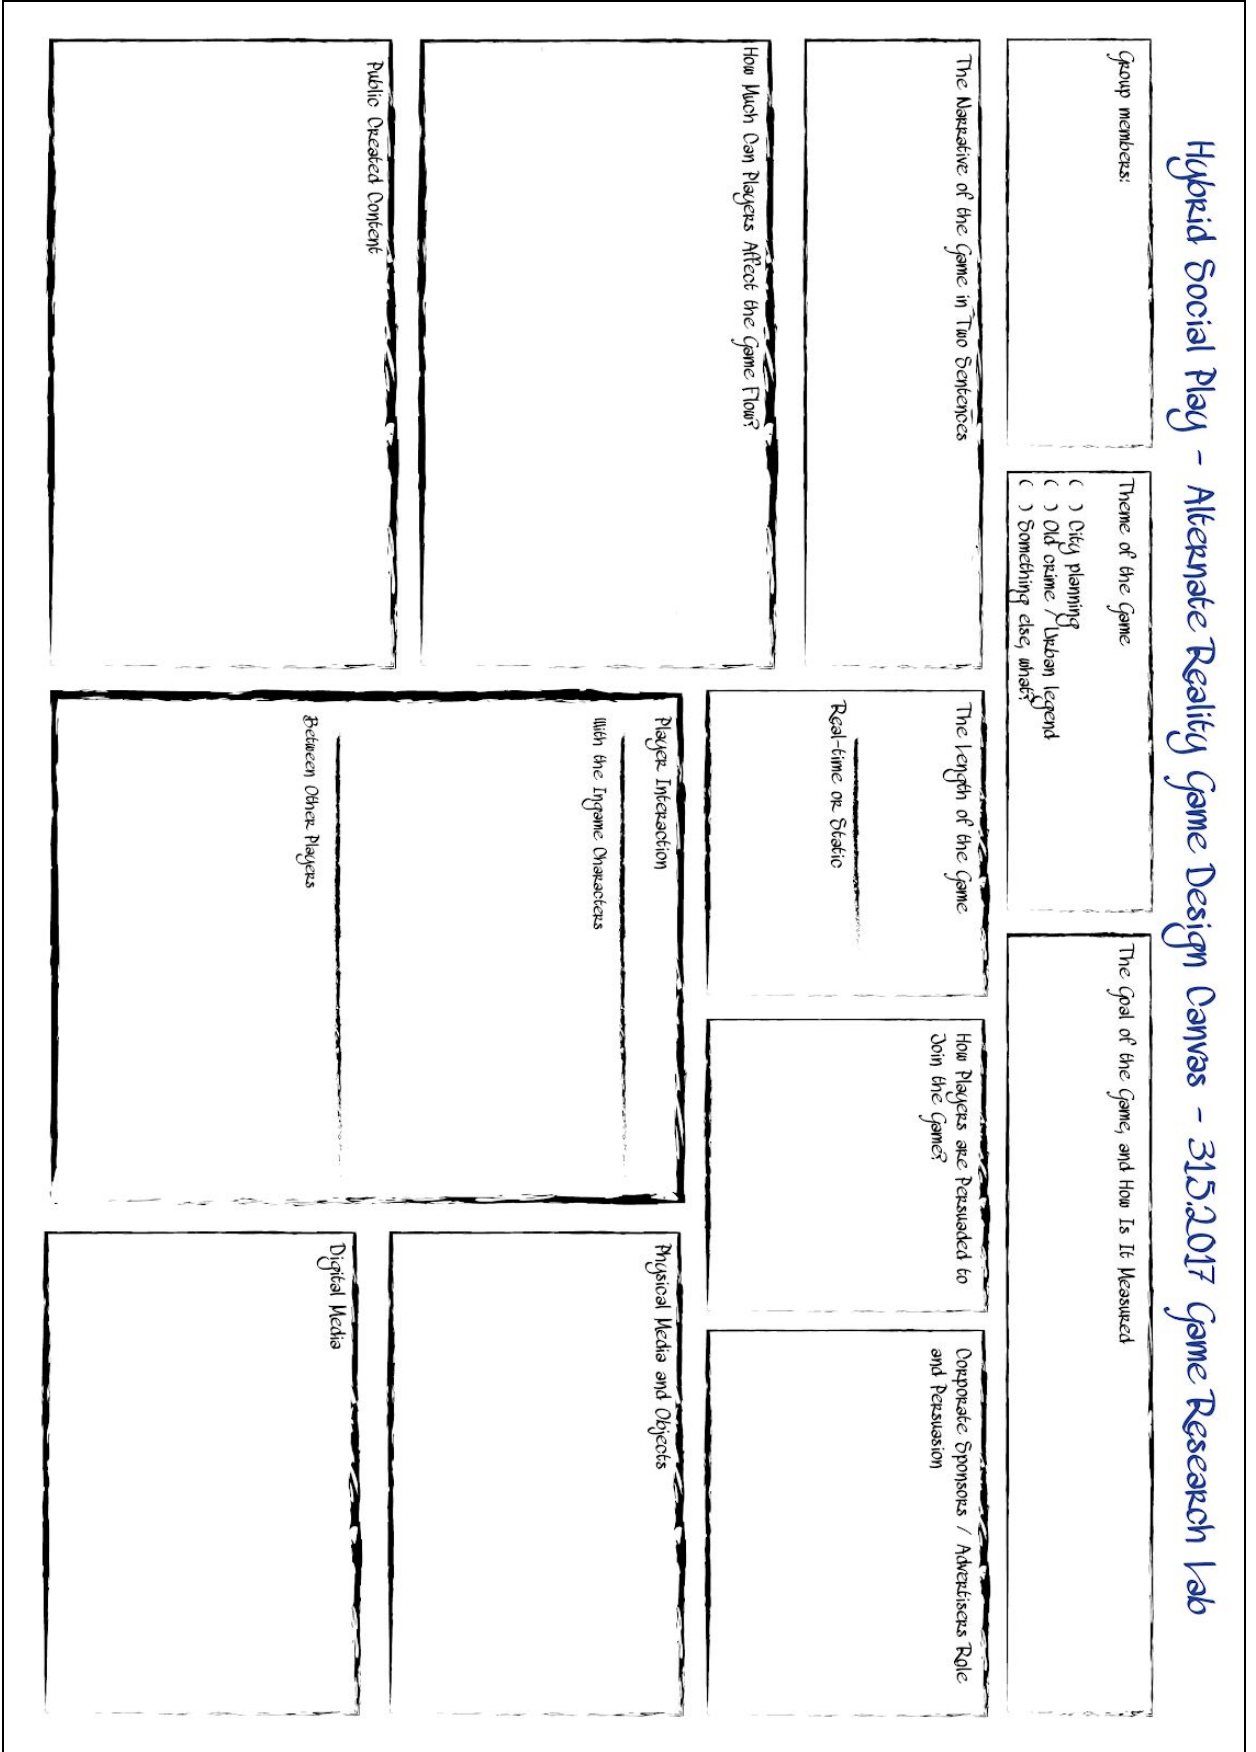 Hybrid Social Play - Alternate Reality Game Design Canvas - 31.5.2017 Game Research Lab
Group members:
Theme of the Game
( ) City planning
( ) Old crime / Urban legend
( ) Something else, what?
The Goal of the Game, and How Is It Measured
The Narrative of the Game in Two Sentences
The Length of the Game
Real-time or Static
How Players are Persuaded to
Join the Game?
Corporate Sponsors / Advertisers Role
and Persuasion
How Much Can Players Affect the Game Flow?
Public Created Content
Player Interaction
With the Ingame Characters
Between Other Players
Physical Media and Objects
Digital Media